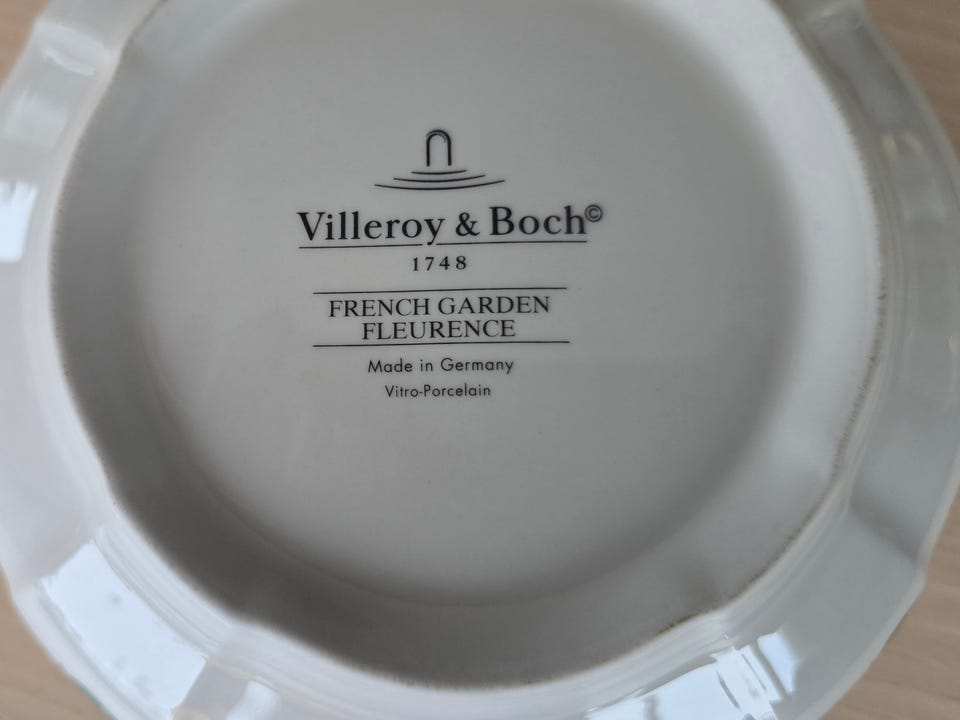 Villeroy & Boch©
1748
FRENCH GARDEN
FLEURENCE
Made in Germany
Vitro-Porcelain